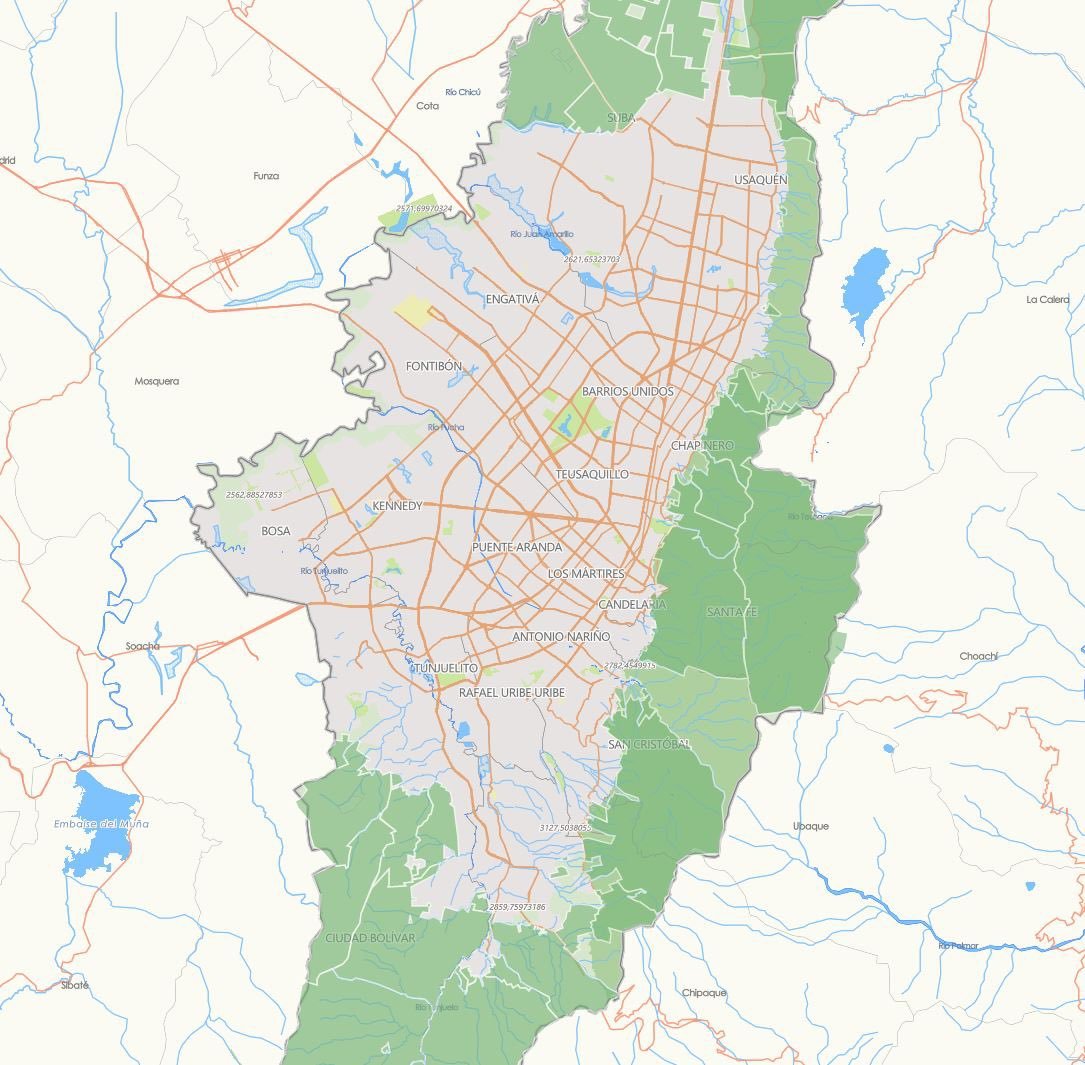 Río Chicú
Cota
SUBA
drid
Funza
USAQUÉN
2571,69970324
Río Juan Amarillo
2621,65323703
ENGATIVÁ
La Calera
FONTIBÓN
Mosquera
BARRIOS UNIDOS
Río Fucha
CHAPINERO
TEUSAQUILLO
2562,88527853
KENNEDY
BOSA
PUENTE ARANDA
Río Tunjuelito
LOS MÁRTIRES
CANDELARIA
SANTA FE
ANTONIO NARIÑO
Soacha
Choachí
TUNJUELITO
2782,4549915
RAFAEL URIBE URIBE
SAN CRISTÓBAL
Embalse del Muña
3127,5038055
Ubaque
2859,75973186
CIUDAD BOLÍVAR
Río Palmar
Sibaté
Chipaque
Río Tunjuelo